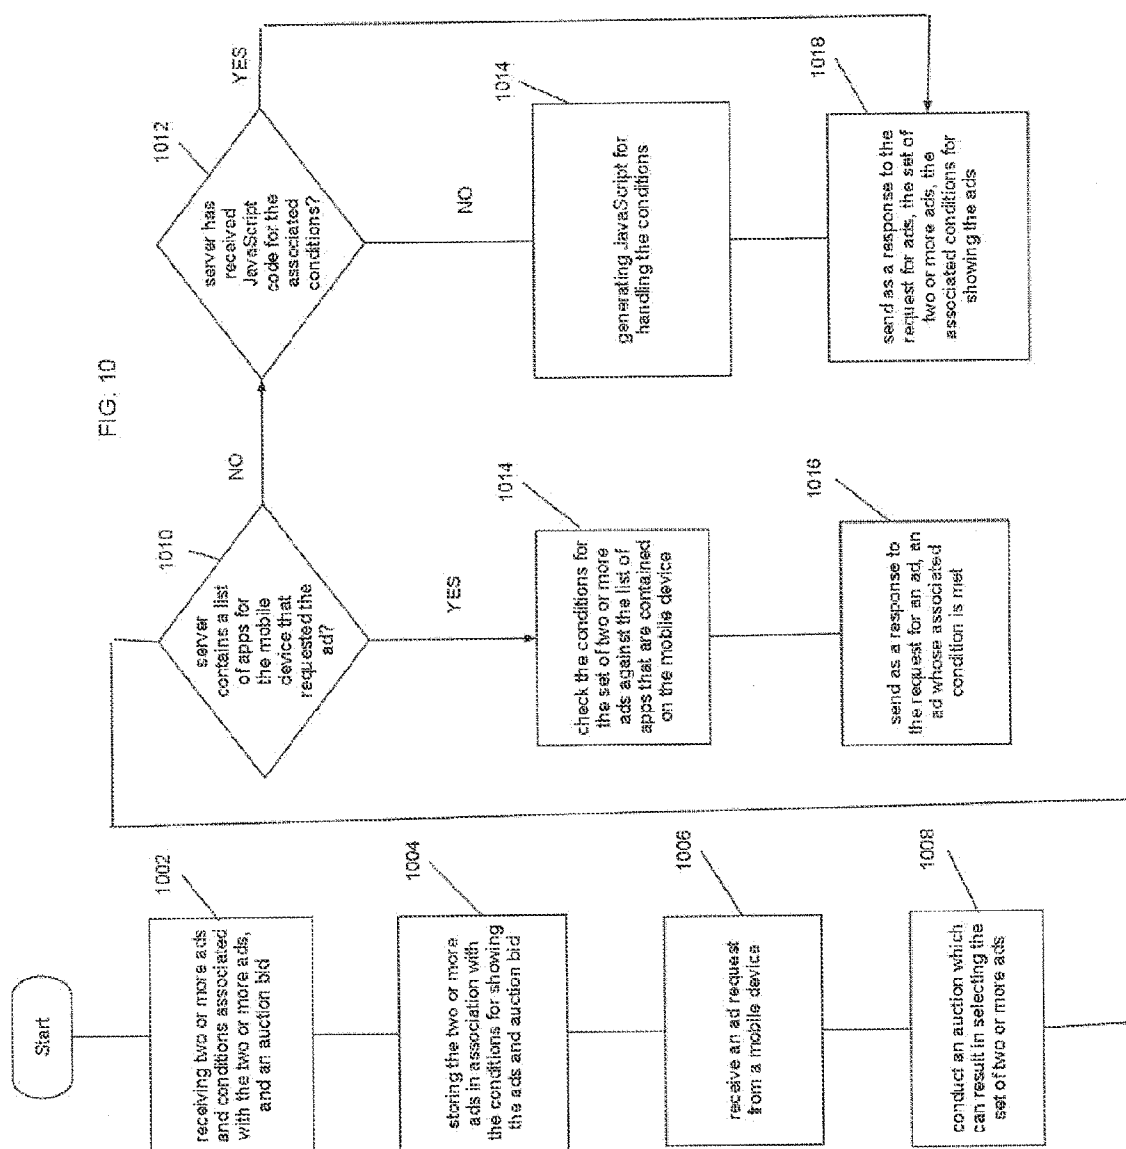 FIG. 10
Start
1002
receiving two or more ads
and conditions associated
with the two or more ads,
and an auction bid
1004
storing the two or more
ads in association with
the conditions for showing
the ads and auction bid
1006
receive an ad request
from a mobile device
1008
conduct an auction which
can result in selecting the
set of two or more ads
1010
server
contains a list
of apps for
the mobile
device that
requested the
ad?
NO
YES
1014
check the conditions for
the set of two or more
ads against the list of
apps that are contained
on the mobile device
1016
send as a response to
the request for an ad, an
ad whose associated
condition is met
1012
server has
received
JavaScript
code for the
associated
conditions?
YES
NO
1014
generating JavaScript for
handling the conditions
1018
send as a response to the
request for ads, the set of
two or more ads, the
associated conditions for
showing the ads